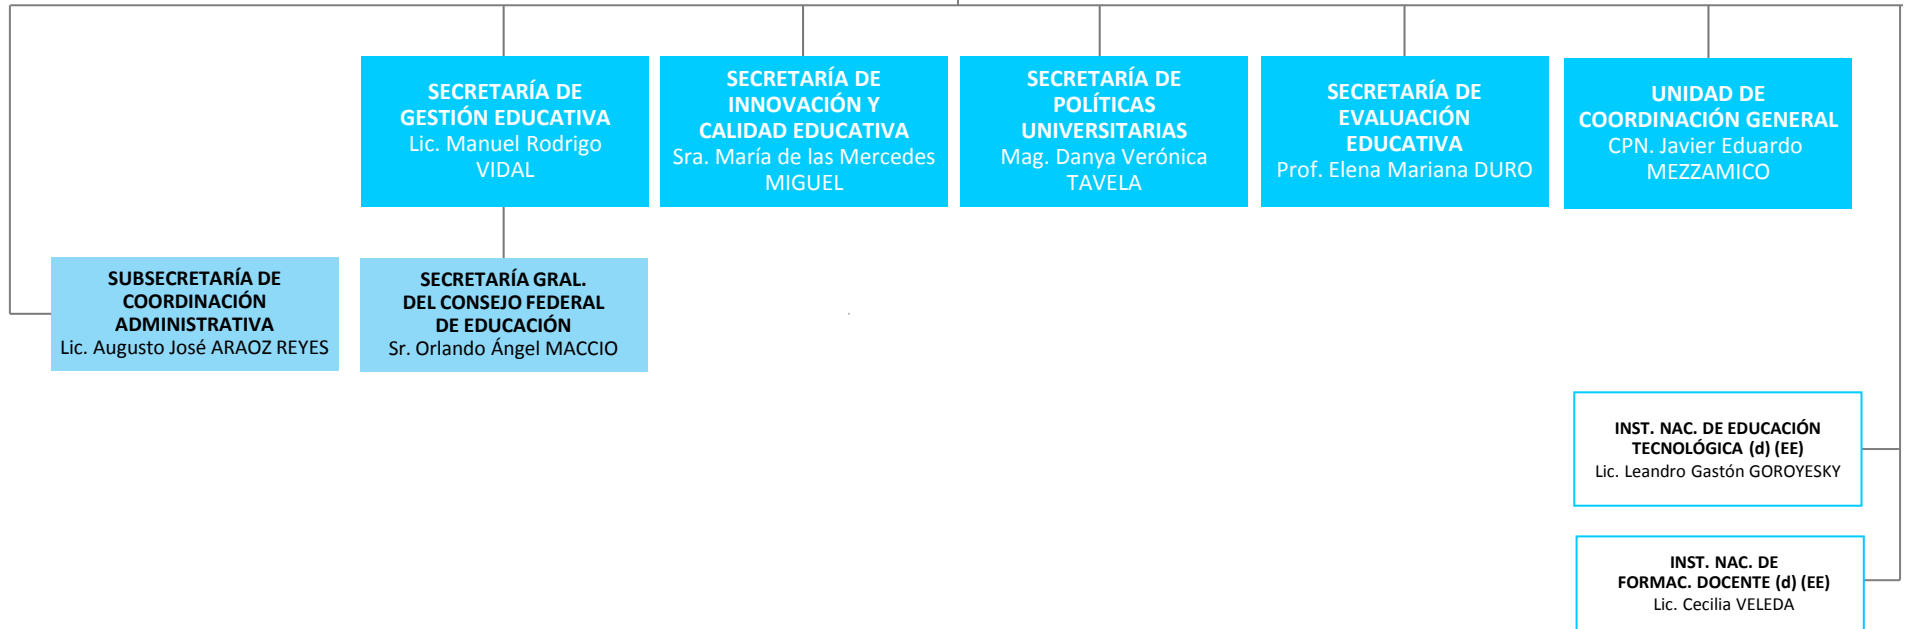 SECRETARÍA DE
GESTIÓN EDUCATIVA
Lic. Manuel Rodrigo
VIDAL
SECRETARÍA DE
INNOVACIÓN Y
CALIDAD EDUCATIVA
Sra. María de las Mercedes
MIGUEL
SECRETARÍA DE
POLÍTICAS
UNIVERSITARIAS
Mag. Danya Verónica
TAVELA
SECRETARÍA DE
EVALUACIÓN
EDUCATIVA
Prof. Elena Mariana DURO
UNIDAD DE
COORDINACIÓN GENERAL
CPN. Javier Eduardo
MEZZAMICO
SUBSECRETARÍA DE
COORDINACIÓN
ADMINISTRATIVA
Lic. Augusto José ARAOZ REYES
SECRETARÍA GRAL.
DEL CONSEJO FEDERAL
DE EDUCACIÓN
Sr. Orlando Ángel MACCIO
INST. NAC. DE EDUCACIÓN
TECNOLÓGICA (d) (EE)
Lic. Leandro Gastón GOROYESKY
INST. NAC. DE
FORMAC. DOCENTE (d) (EE)
Lic. Cecilia VELEDA